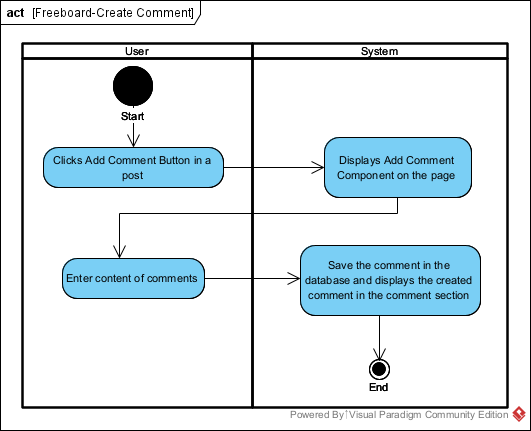 act [Freeboard-Create Comment]
User
System
Start
Clicks Add Comment Button in a
post
Displays Add Comment
Component on the page
Enter content of comments
Save the comment in the
database and displays the created
comment in the comment section
End
Powered By Visual Paradigm Community Edition